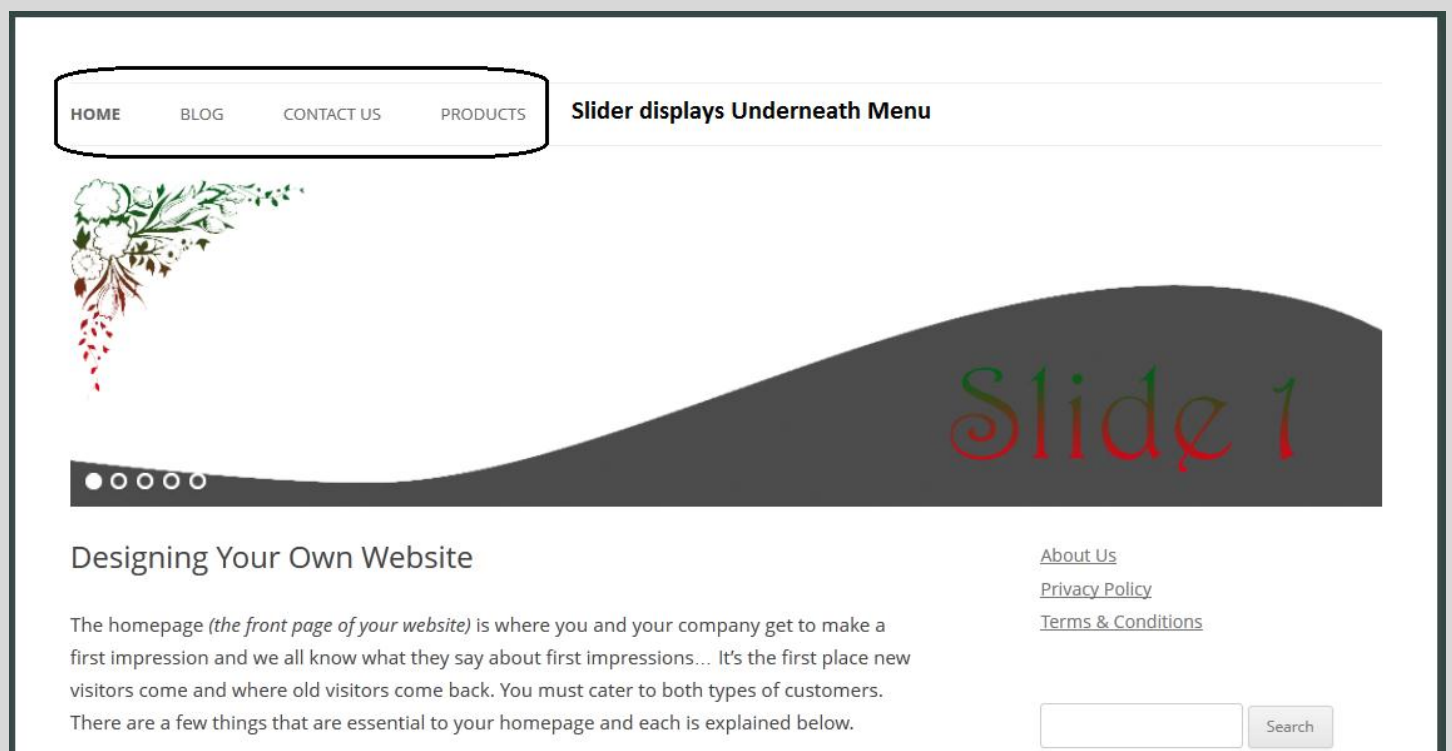 HOME BLOG CONTACT US PRODUCTS Slider displays Underneath Menu
Slide 1
Designing Your Own Website
The homepage (the front page of your website) is where you and your company get to make a
first impression and we all know what they say about first impressions… It's the first place new
visitors come and where old visitors come back. You must cater to both types of customers.
There are a few things that are essential to your homepage and each is explained below.
About Us
Privacy Policy
Terms & Conditions
Search